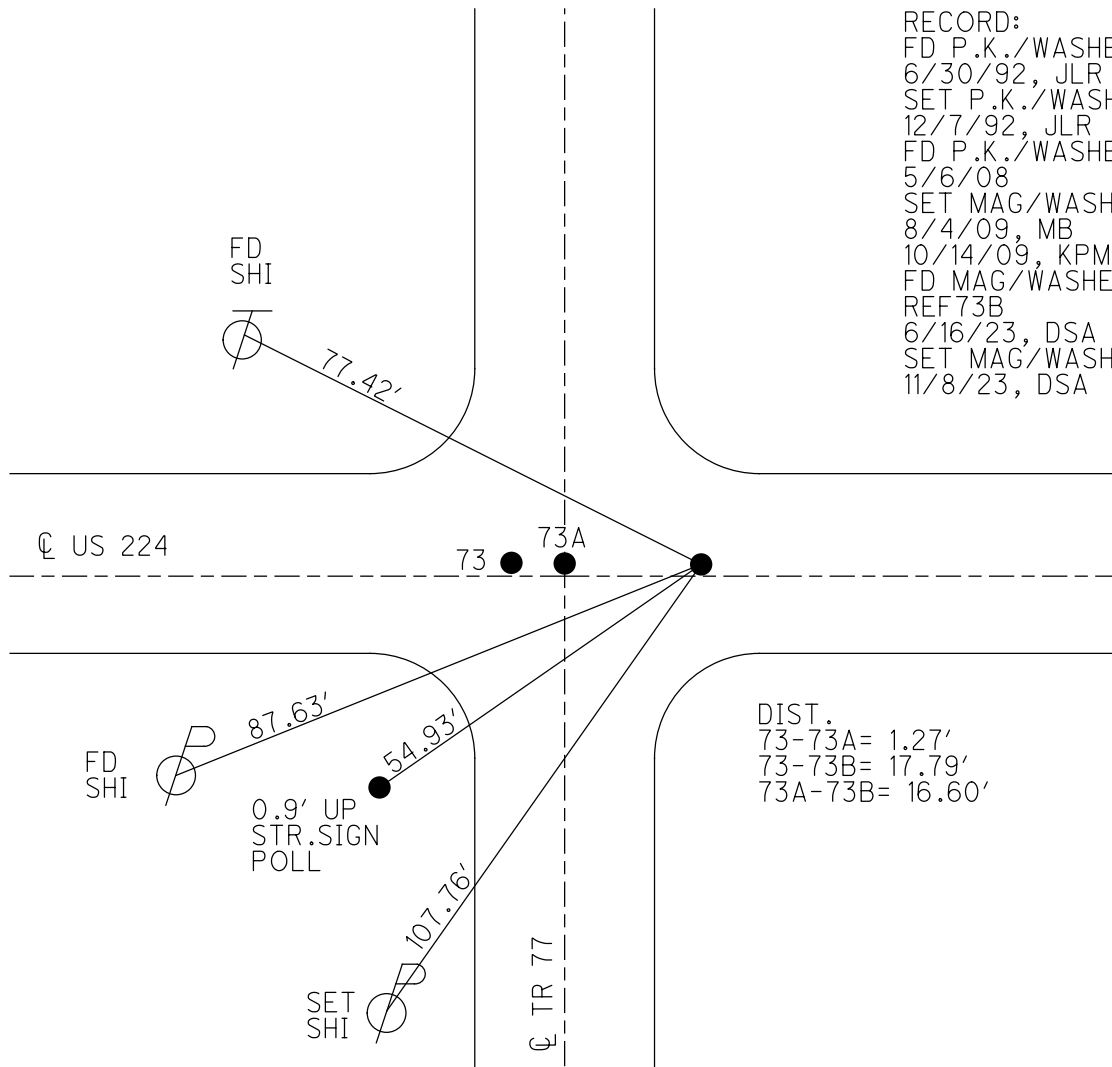 RECORD:
FD P.K./WASHE
6/30/92, JLR
SET P.K./WASH
12/7/92, JLR
FD P.K./WASHE
5/6/08
SET MAG/WASH
8/4/09, MB
10/14/09, KPM
FD MAG/WASHE
REF73B
6/16/23, DSA
SET MAG/WASH
11/8/23, DSA
FD
SHI
77.42'
℄ US 224
73
73A
87.63'
54.93'
FD
SHI
0.9' UP
STR.SIGN
POLL
DIST.
73-73A= 1.27'
73-73B= 17.79'
73A-73B= 16.60'
107.76'
SET
SHI
℄ TR 77